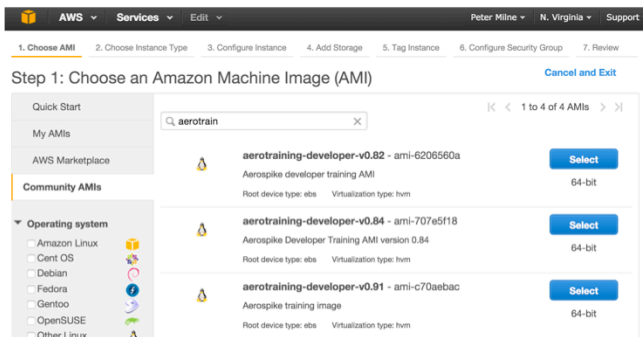 AWS Services Edit Peter Milne N. Virginia Support
1. Choose AMI 2. Choose Instance Type 3. Configure Instance 4. Add Storage 5. Tag Instance 6. Configure Security Group 7. Review
Step 1: Choose an Amazon Machine Image (AMI)
Cancel and Exit
Quick Start
My AMIs
AWS Marketplace
Community AMIs
Operating system
Amazon Linux
Cent OS
Debian
Fedora
Gentoo
OpenSUSE
Other Linux
1 to 4 of 4 AMIs
aerotrain
aerotraining-developer-v0.82 - ami-6206560a
Aerospike developer training AMI
Root device type: ebs Virtualization type: hvm
Select
64-bit
aerotraining-developer-v0.84 - ami-707e5f18
Aerospike Developer Training AMI version 0.84
Root device type: ebs Virtualization type: hvm
Select
64-bit
aerotraining-developer-v0.91 - ami-c70aebac
Aerospike training image
Root device type: ebs Virtualization type: hvm
Select
64-bit